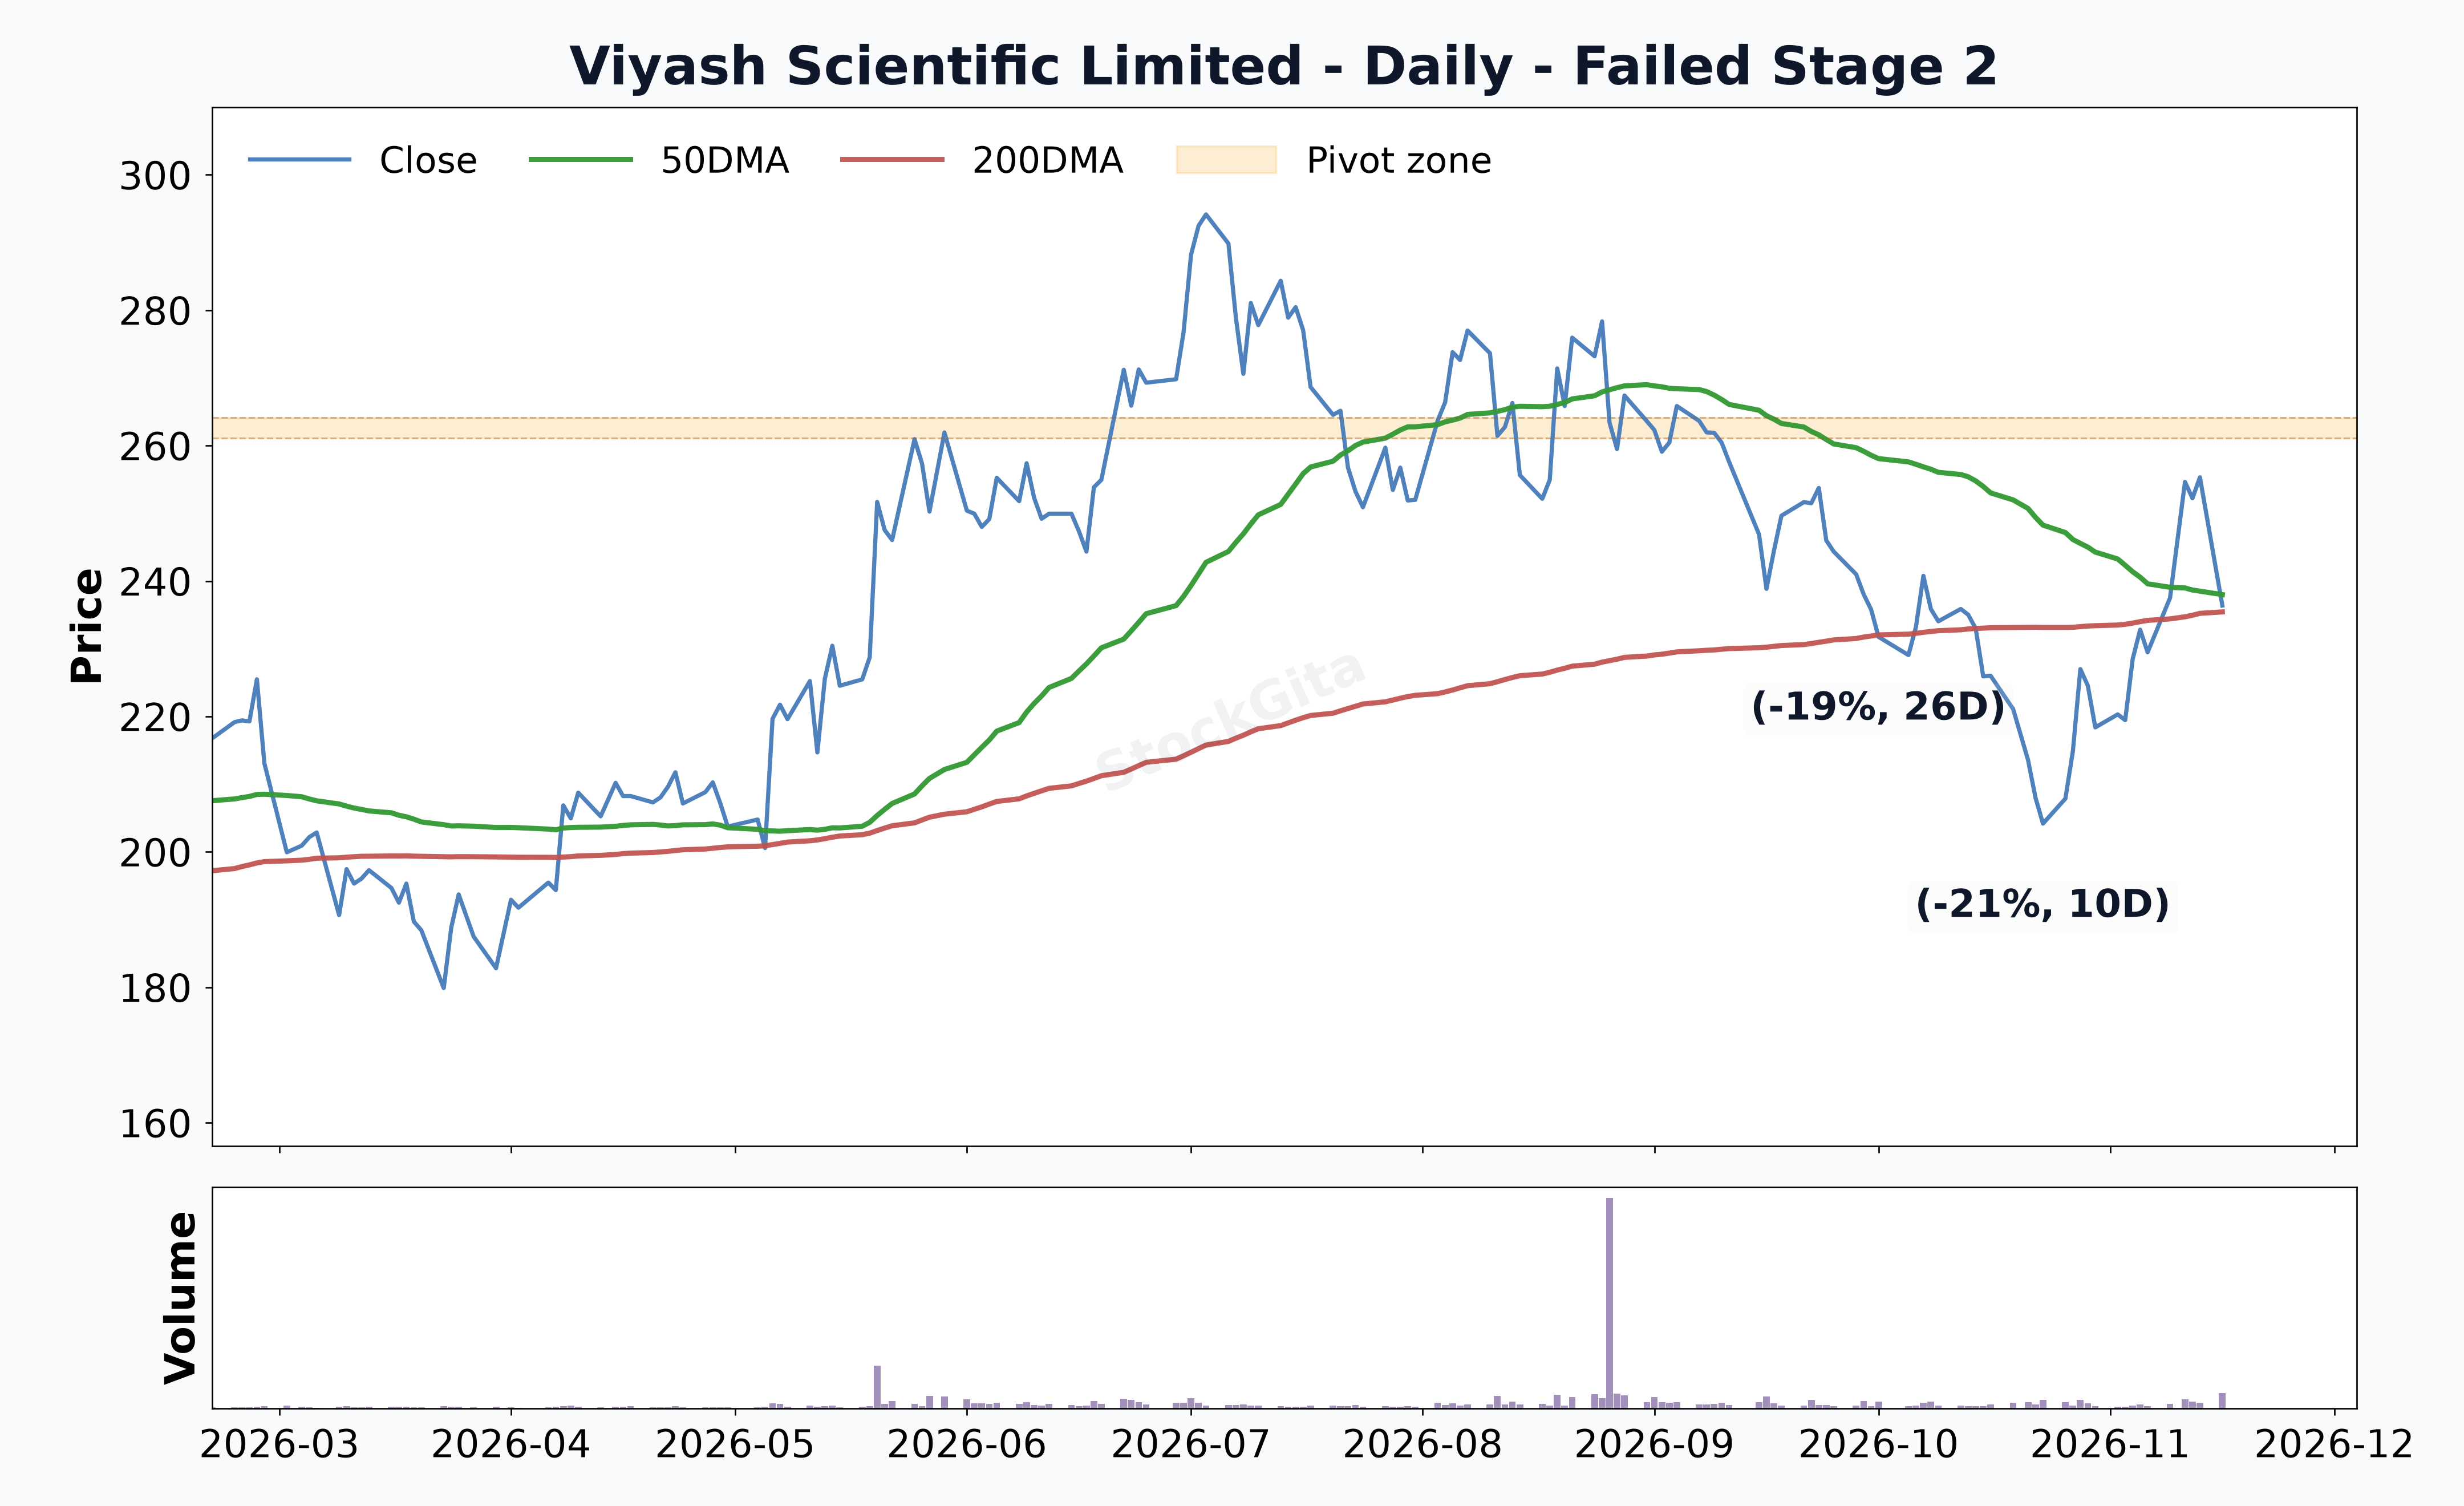 Viyash Scientific Limited - Daily - Failed Stage 2
Close
50DMA
200DMA
Pivot zone
Price
300
280
260
240
220
200
180
160
(-19%, 26D)
(-21%, 10D)
StockGita
Volume
2026-03
2026-04
2026-05
2026-06
2026-07
2026-08
2026-09
2026-10
2026-11
2026-12